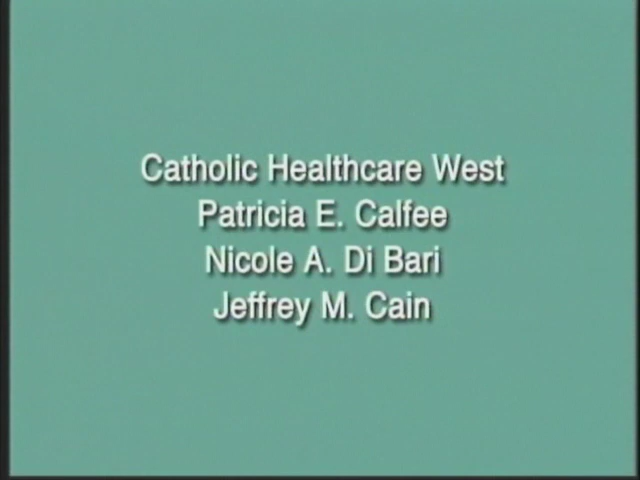 Catholic Healthcare West
Patricia E. Calfee
Nicole A. Di Bari
Jeffrey M. Cain